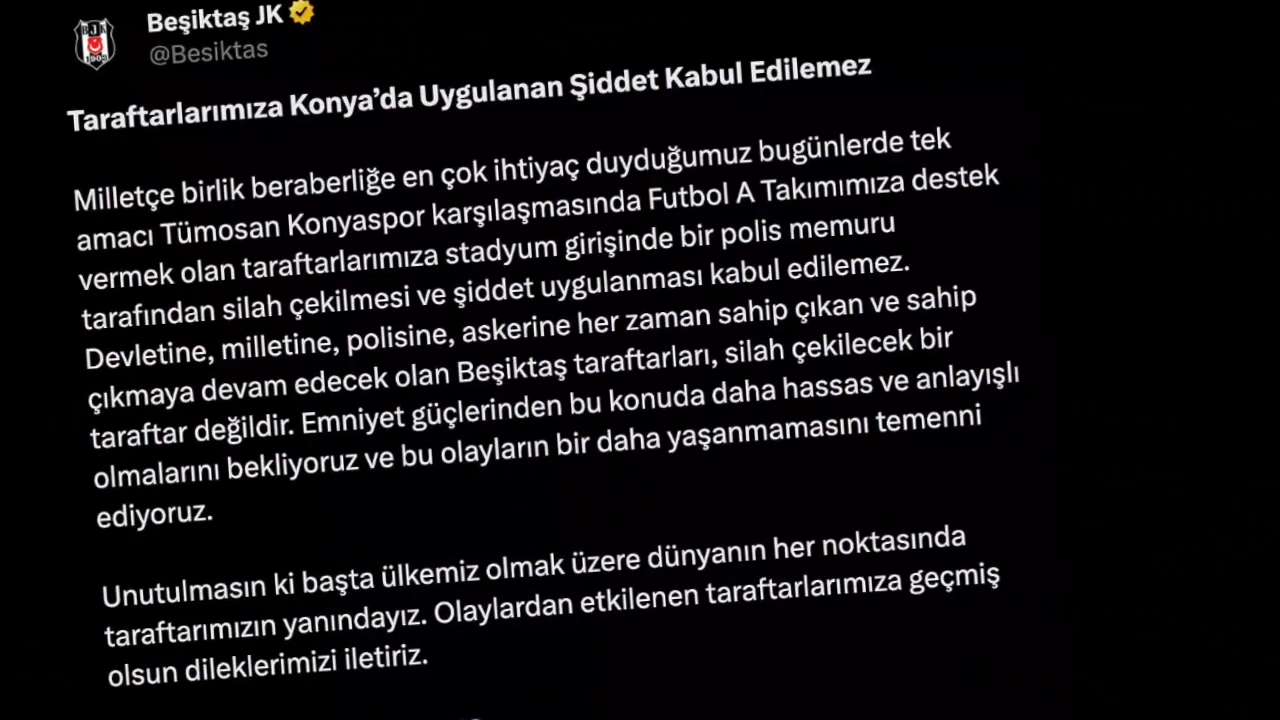 Beşiktaş JK
@Besiktas
Taraftarlarımıza Konya’da Uygulanan Şiddet Kabul Edilemez
Milletçe birlik beraberliğe en çok ihtiyaç duyduğumuz bugünlerde tek
amacı Tümosan Konyaspor karşılaşmasında Futbol A Takımımıza destek
vermek olan taraftarlarımıza stadyum girişinde bir polis memuru
tarafından silah çekilmesi ve şiddet uygulanması kabul edilemez.
Devletine, milletine, polisine, askerine her zaman sahip çıkan ve sahip
çıkmaya devam edecek olan Beşiktaş taraftarları, silah çekilecek bir
taraftar değildir. Emniyet güçlerinden bu konuda daha hassas ve anlayışlı
olmalarını bekliyoruz ve bu olayların bir daha yaşanmamasını temenni
ediyoruz.
Unutulmasın ki başta ülkemiz olmak üzere dünyanın her noktasında
taraftarımızın yanındayız. Olaylardan etkilenen taraftarlarımıza geçmiş
olsun dileklerimizi iletiriz.
BJK
1903